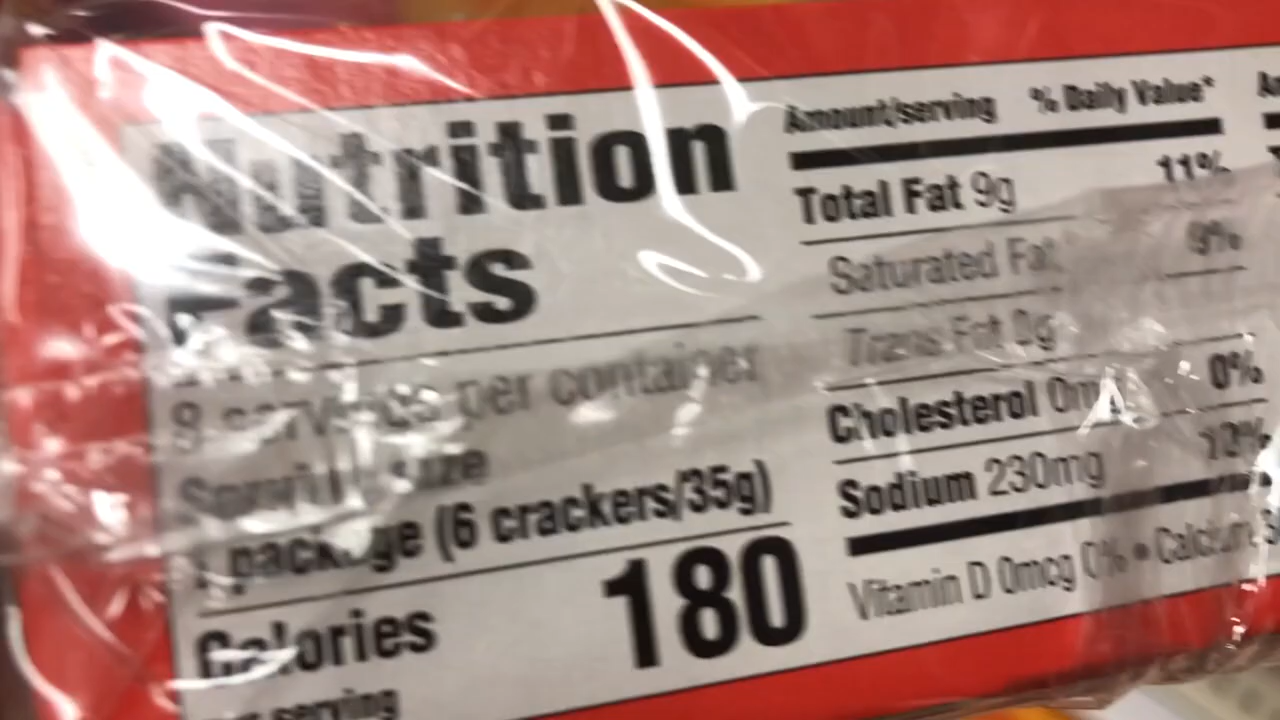 Nutrition
Facts
8 servings per container
Serving size
1 package (6 crackers/35g)
Calories 180
per serving
Amount/serving % Daily Value*
Total Fat 9g 11%
Saturated Fat 9%
Trans Fat 0g
Cholesterol 0mg 0%
Sodium 230mg 10%
Vitamin D 0mcg 0% • Calcium